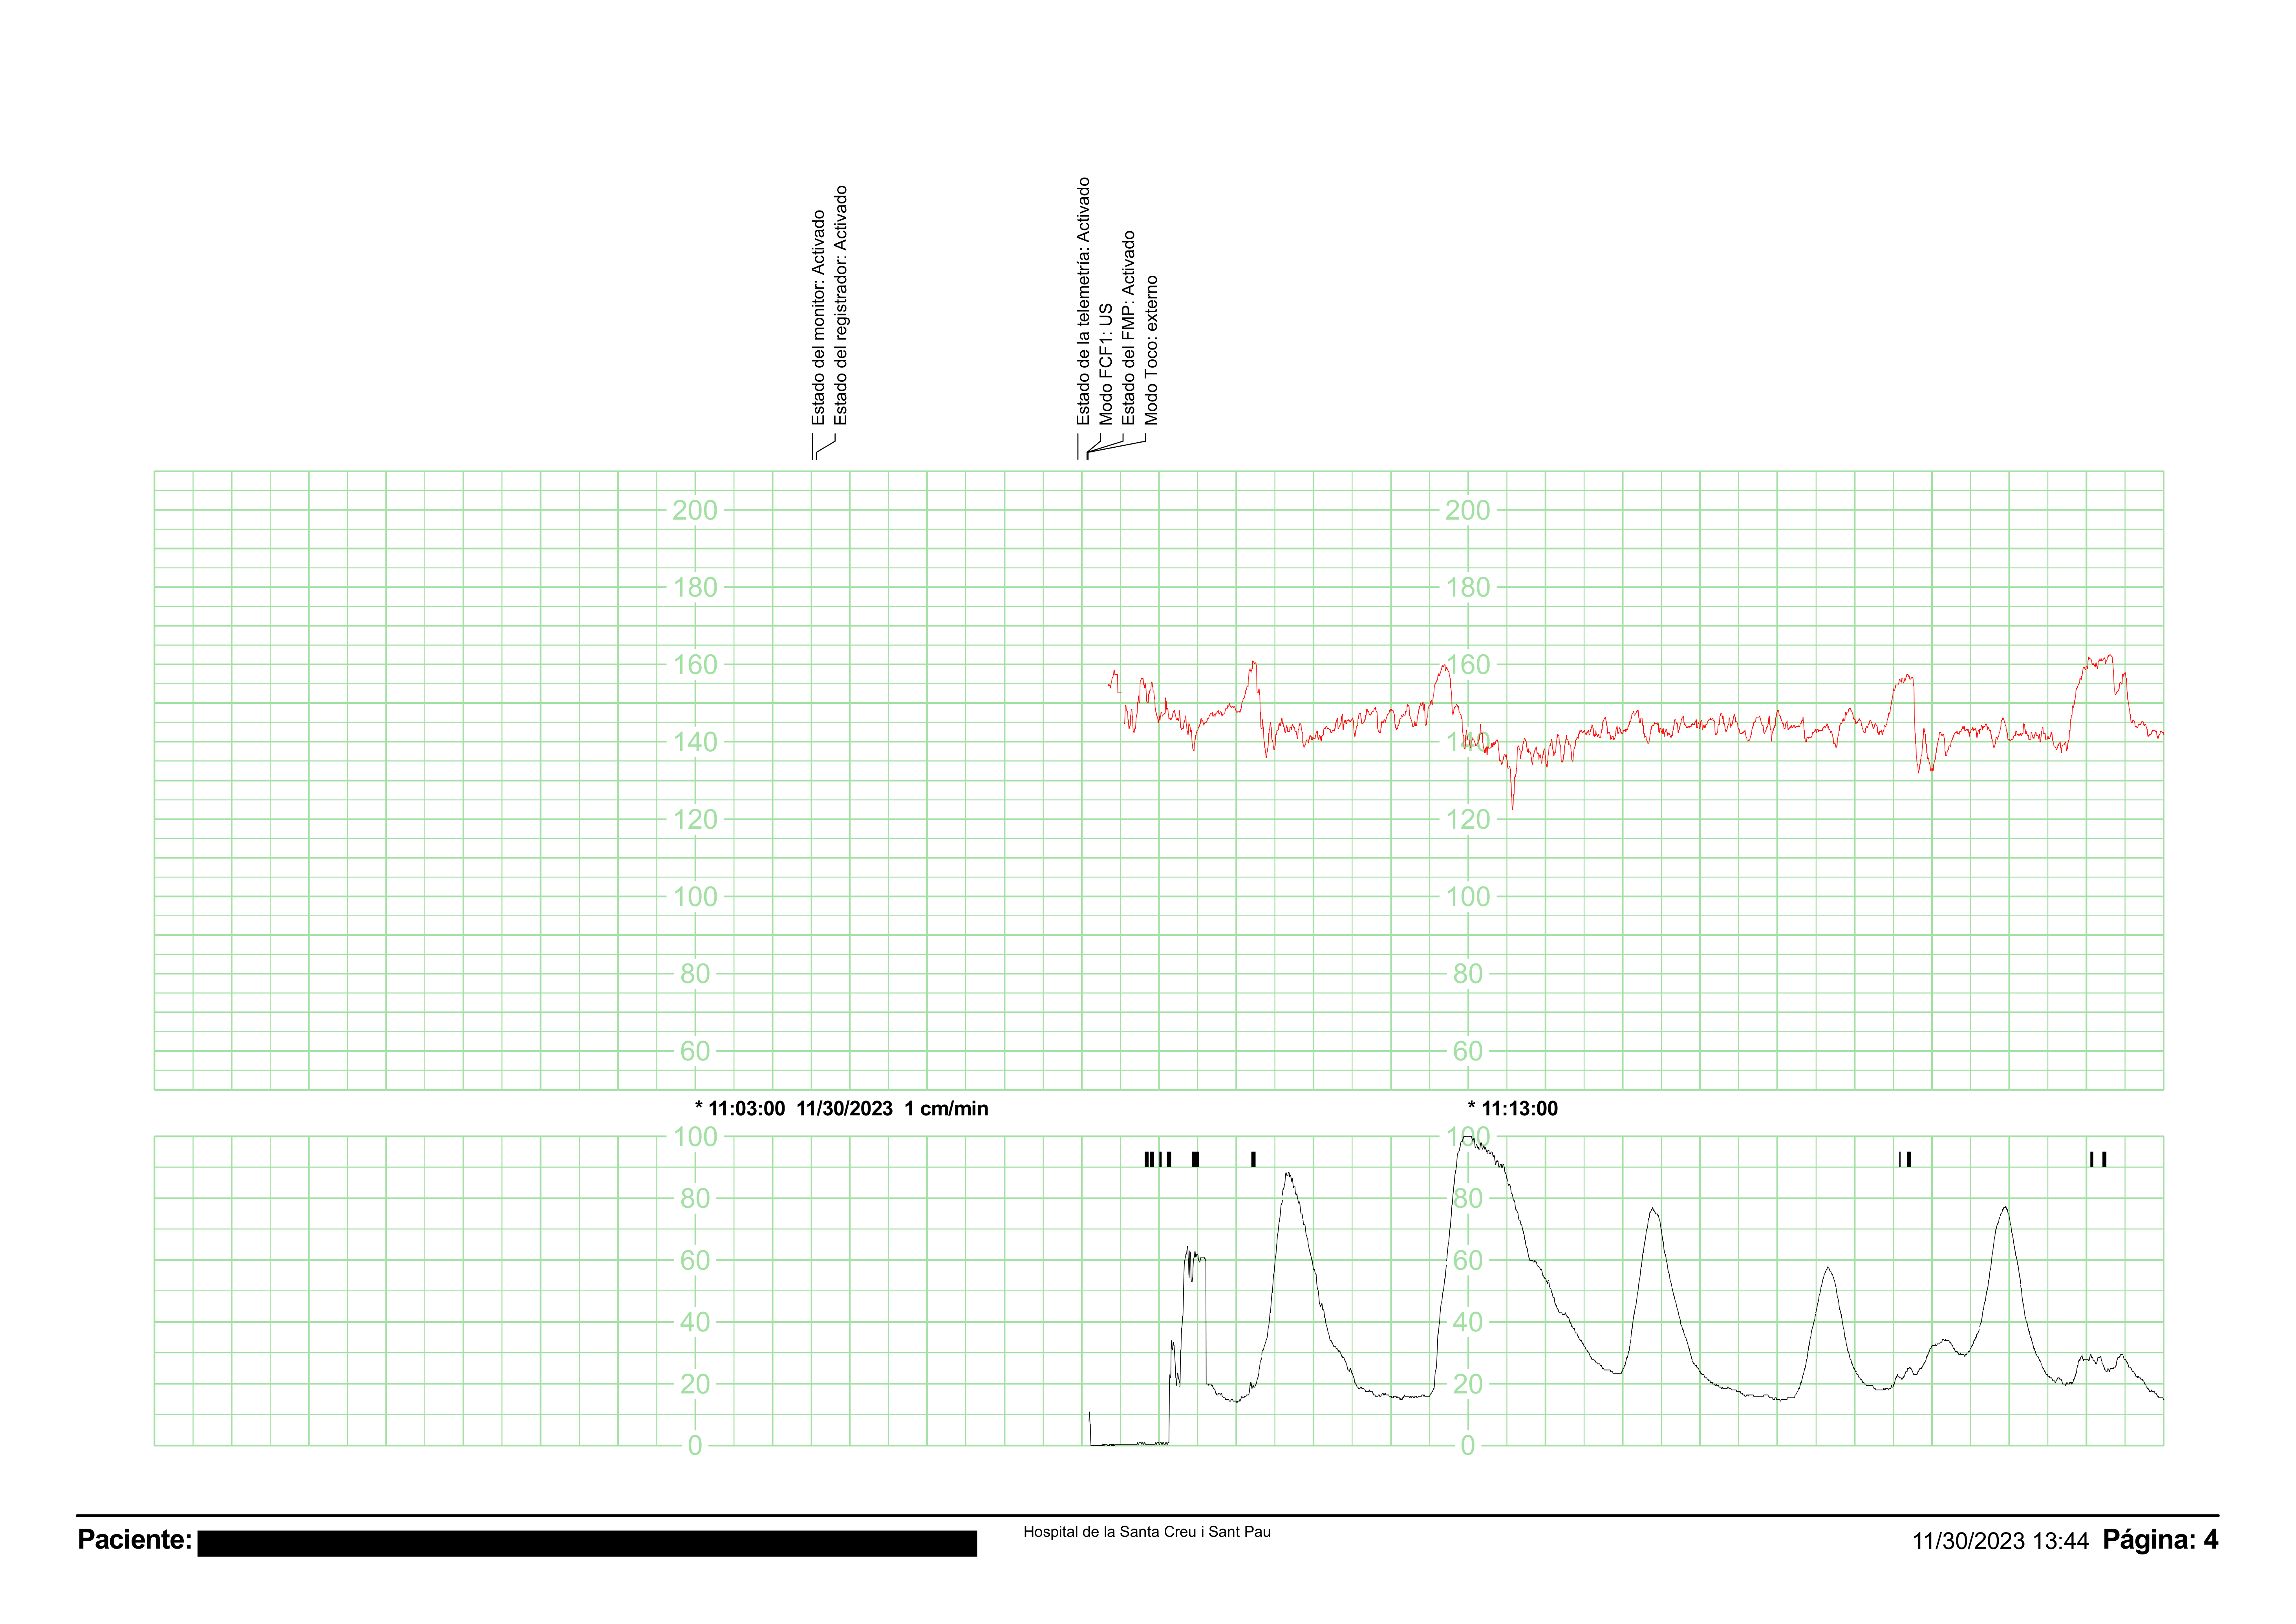 Estado del monitor: Activado
Estado del registrador: Activado
Estado de la telemetría: Activado
Modo FCF1: US
Estado del FMP: Activado
Modo Toco: externo
200 200
180 180
160 160
140 140
120 120
100 100
80 80
60 60
* 11:03:00 11/30/2023 1 cm/min * 11:13:00
100 100
80 80
60 60
40 40
20 20
0 0
Paciente: Hospital de la Santa Creu i Sant Pau 11/30/2023 13:44 Página: 4